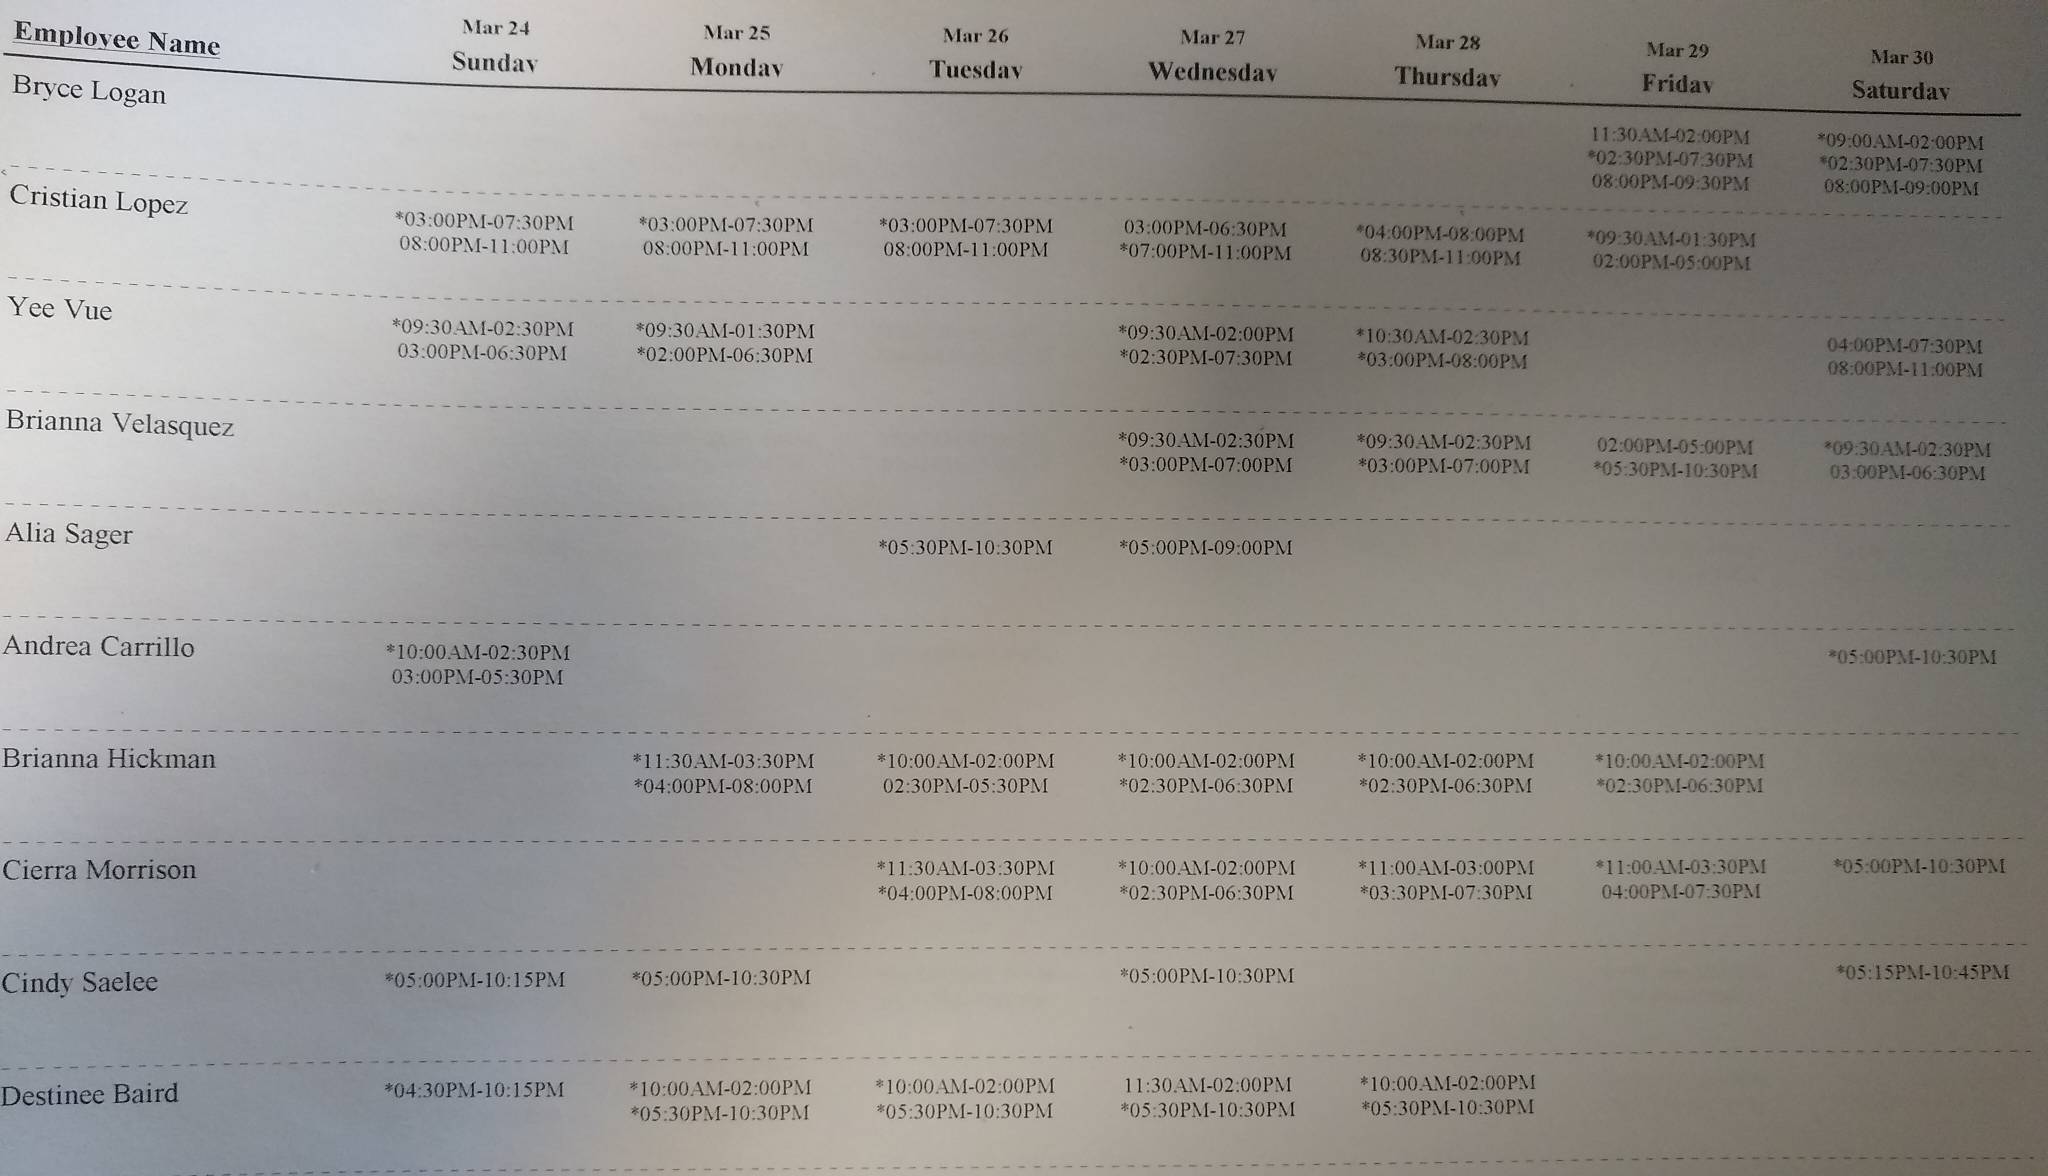 Employee Name Mar 24 Mar 25 Mar 26 Mar 27 Mar 28 Mar 29 Mar 30
Sunday Monday Tuesday Wednesday Thursday Friday Saturday
Bryce Logan
11:30AM-02:00PM *09:00AM-02:00PM
*02:30PM-07:30PM *02:30PM-07:30PM
08:00PM-09:30PM 08:00PM-09:00PM
Cristian Lopez
*03:00PM-07:30PM *03:00PM-07:30PM *03:00PM-07:30PM 03:00PM-06:30PM *04:00PM-08:00PM *09:30AM-01:30PM
08:00PM-11:00PM 08:00PM-11:00PM 08:00PM-11:00PM *07:00PM-11:00PM 08:30PM-11:00PM 02:00PM-05:00PM
Yee Vue
*09:30AM-02:30PM *09:30AM-01:30PM *09:30AM-02:00PM *10:30AM-02:30PM 04:00PM-07:30PM
03:00PM-06:30PM *02:00PM-06:30PM *02:30PM-07:30PM *03:00PM-08:00PM 08:00PM-11:00PM
Brianna Velasquez
*09:30AM-02:30PM *09:30AM-02:30PM 02:00PM-05:00PM *09:30AM-02:30PM
*03:00PM-07:00PM *03:00PM-07:00PM *05:30PM-10:30PM 03:00PM-06:30PM
Alia Sager
*05:30PM-10:30PM *05:00PM-09:00PM
Andrea Carrillo
*10:00AM-02:30PM *05:00PM-10:30PM
03:00PM-05:30PM
Brianna Hickman
*11:30AM-03:30PM *10:00AM-02:00PM *10:00AM-02:00PM *10:00AM-02:00PM *10:00AM-02:00PM
*04:00PM-08:00PM 02:30PM-05:30PM *02:30PM-06:30PM *02:30PM-06:30PM *02:30PM-06:30PM
Cierra Morrison
*11:30AM-03:30PM *10:00AM-02:00PM *11:00AM-03:00PM *11:00AM-03:30PM *05:00PM-10:30PM
*04:00PM-08:00PM *02:30PM-06:30PM *03:30PM-07:30PM 04:00PM-07:30PM
Cindy Saelee
*05:00PM-10:15PM *05:00PM-10:30PM *05:00PM-10:30PM *05:15PM-10:45PM
Destinee Baird
*04:30PM-10:15PM *10:00AM-02:00PM *10:00AM-02:00PM 11:30AM-02:00PM *10:00AM-02:00PM
*05:30PM-10:30PM *05:30PM-10:30PM *05:30PM-10:30PM *05:30PM-10:30PM